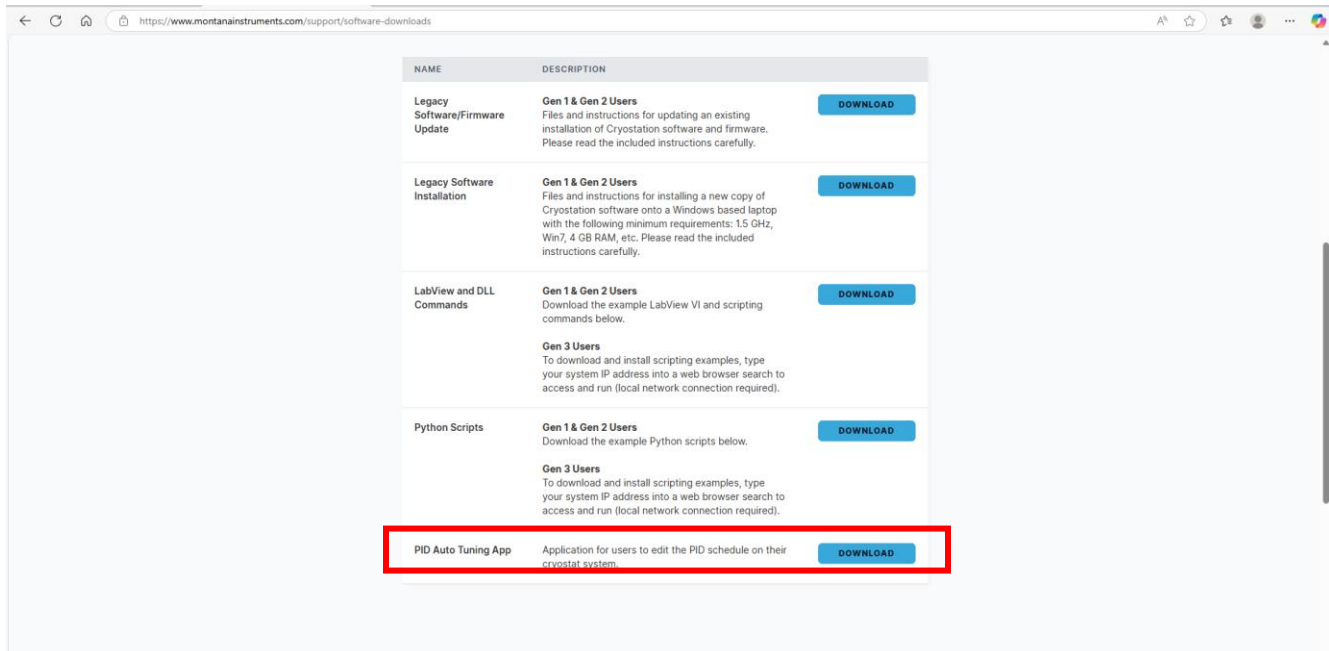 https://www.montanainstruments.com/support/software-downloads
NAME DESCRIPTION
Legacy
Software/Firmware
Update
Gen 1 & Gen 2 Users
Files and instructions for updating an existing
installation of Cryostation software and firmware.
Please read the included instructions carefully.
DOWNLOAD
Legacy Software
Installation
Gen 1 & Gen 2 Users
Files and instructions for installing a new copy of
Cryostation software onto a Windows based laptop
with the following minimum requirements: 1.5 GHz,
Win7, 4 GB RAM, etc. Please read the included
instructions carefully.
DOWNLOAD
LabView and DLL
Commands
Gen 1 & Gen 2 Users
Download the example LabView VI and scripting
commands below.
Gen 3 Users
To download and install scripting examples, type
your system IP address into a web browser search to
access and run (local network connection required).
DOWNLOAD
Python Scripts
Gen 1 & Gen 2 Users
Download the example Python scripts below.
Gen 3 Users
To download and install scripting examples, type
your system IP address into a web browser search to
access and run (local network connection required).
DOWNLOAD
PID Auto Tuning App
Application for users to edit the PID schedule on their
cryostat system.
DOWNLOAD